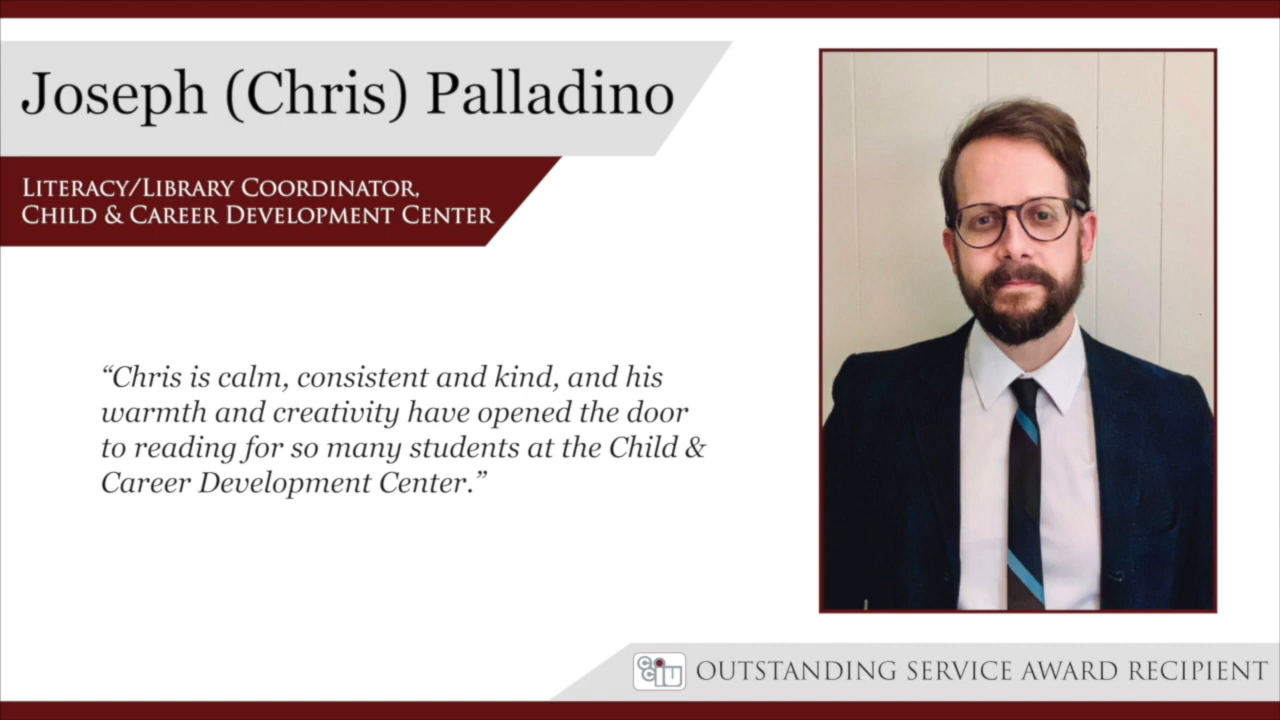 Joseph (Chris) Palladino
Literacy/Library Coordinator,
Child & Career Development Center
“Chris is calm, consistent and kind, and his
warmth and creativity have opened the door
to reading for so many students at the Child &
Career Development Center.”
CCIU OUTSTANDING SERVICE AWARD RECIPIENT